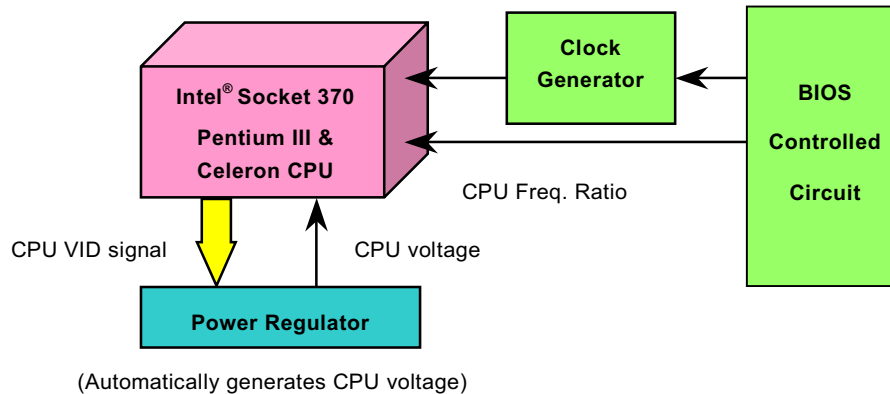 Clock
Generator
Intel® Socket 370
Pentium III &
Celeron CPU
BIOS
Controlled
Circuit
CPU Freq. Ratio
CPU VID signal
CPU voltage
Power Regulator
(Automatically generates CPU voltage)